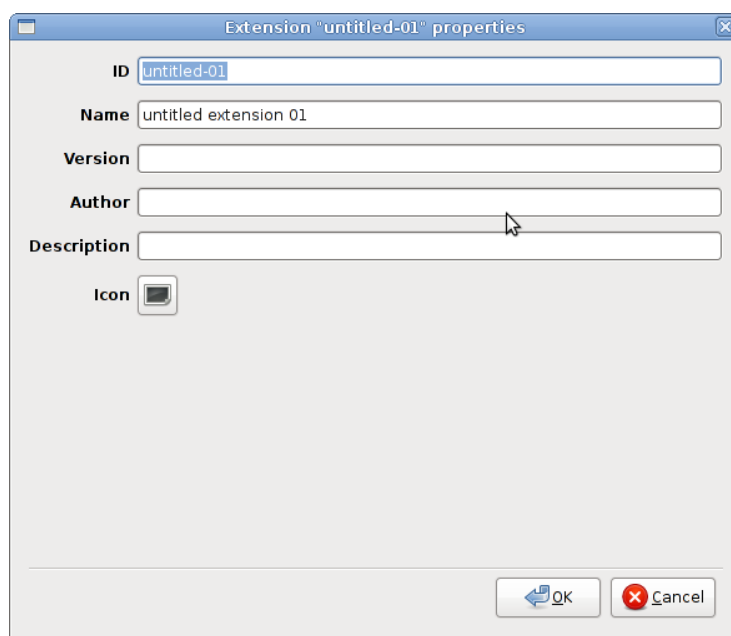 Extension "untitled-01" properties
ID untitled-01
Name untitled extension 01
Version
Author
Description
Icon
OK Cancel